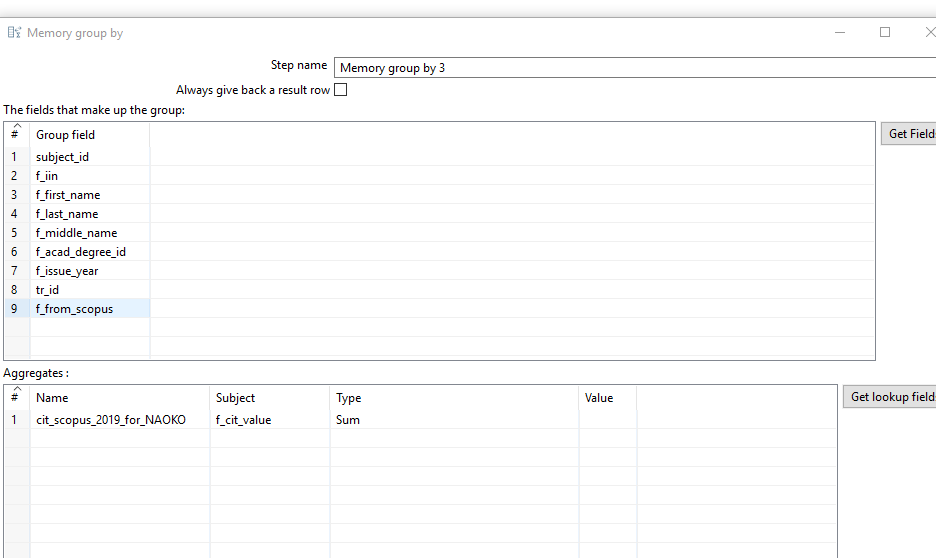 Memory group by
Step name Memory group by 3
Always give back a result row
The fields that make up the group:
# Group field
Get Field
1 subject_id
2 f_iin
3 f_first_name
4 f_last_name
5 f_middle_name
6 f_acad_degree_id
7 f_issue_year
8 tr_id
9 f_from_scopus
Aggregates :
# Name Subject Type Value
Get lookup field
1 cit_scopus_2019_for_NAOKO f_cit_value Sum